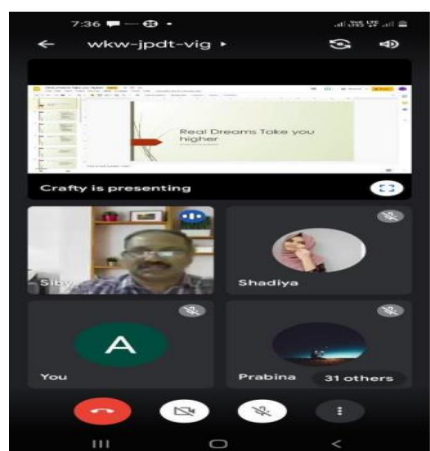 7:36
wkw-jpdt-vig
Real Dreams Take you
higher
Crafty is presenting
Siby
Shadiya
A
You
Prabina
31 others